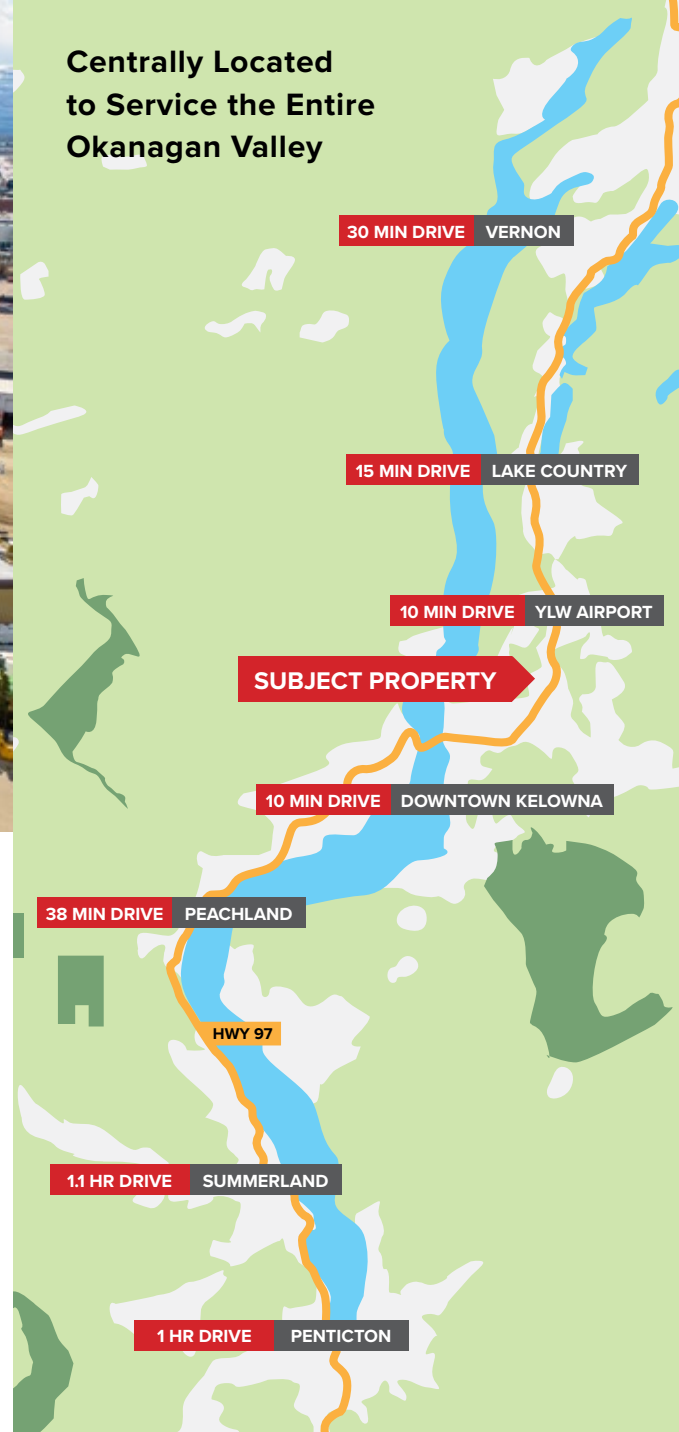 Centrally Located
to Service the Entire
Okanagan Valley
30 MIN DRIVE VERNON
15 MIN DRIVE LAKE COUNTRY
10 MIN DRIVE YLW AIRPORT
SUBJECT PROPERTY
10 MIN DRIVE DOWNTOWN KELOWNA
38 MIN DRIVE PEACHLAND
HWY 97
1.1 HR DRIVE SUMMERLAND
1 HR DRIVE PENTICTON